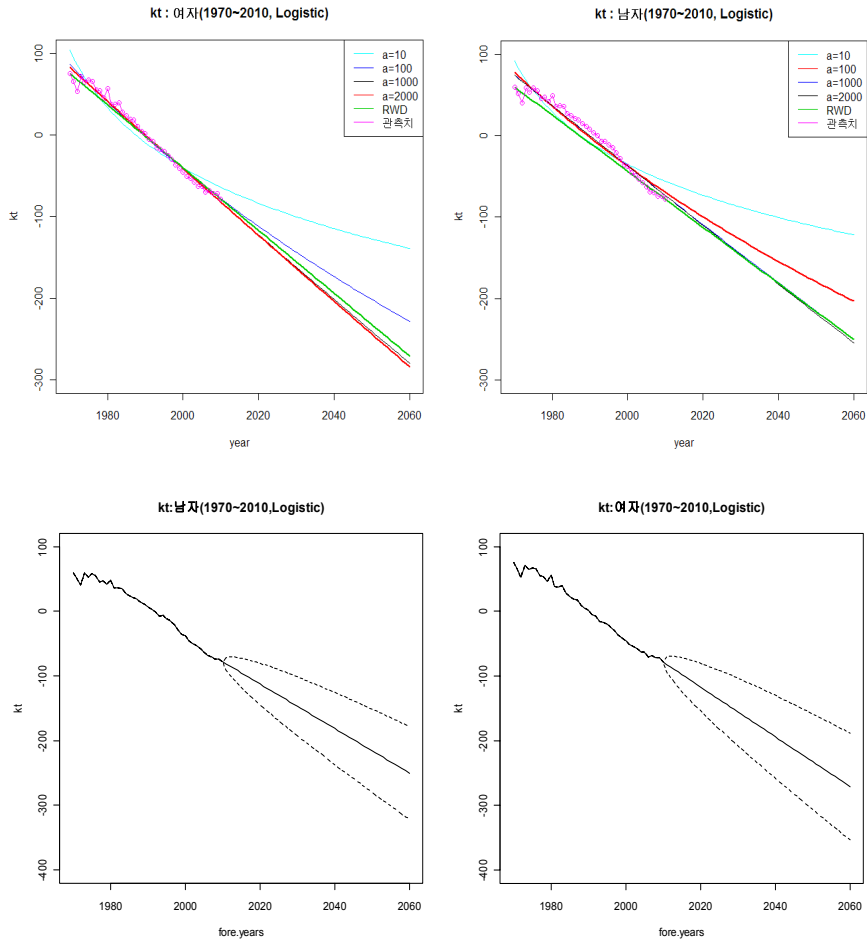 kt : 여자(1970~2010, Logistic)
100
0
-100
-200
-300
kt
1980
2000
2020
2040
2060
year
a=10
a=100
a=1000
a=2000
RWD
관측치
kt : 남자(1970~2010, Logistic)
100
0
-100
-200
-300
kt
1980
2000
2020
2040
2060
year
a=10
a=100
a=1000
a=2000
RWD
관측치
kt:남자(1970~2010,Logistic)
100
0
-100
-200
-300
-400
kt
1980
2000
2020
2040
2060
fore.years
kt:여자(1970~2010,Logistic)
100
0
-100
-200
-300
-400
kt
1980
2000
2020
2040
2060
fore.years